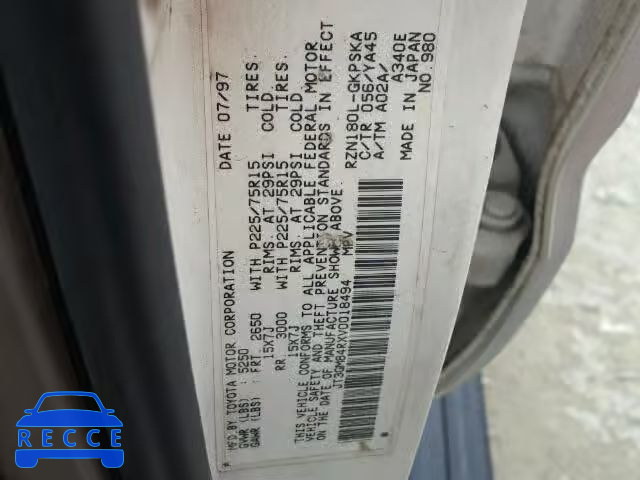 MFD.BY TOYOTA MOTOR CORPORATION DATE 07/97
GVWR (LBS): 5250
GAWR (LBS): FRT 2650 WITH P225/75R15 TIRES.
15X7J RIMS. AT 29PSI COLD.
RR 3000 WITH P225/75R15 TIRES.
15X7J RIMS. AT 29PSI COLD.
THIS VEHICLE CONFORMS TO ALL APPLICABLE FEDERAL MOTOR
VEHICLE SAFETY AND THEFT PREVENTION STANDARDS IN EFFECT
ON THE DATE OF MANUFACTURE SHOWN ABOVE.
JT3GM84RXV0018494 MPV
RZN180L-GKPSKA
C/TR 056/YA45
A/TM A02A/
A340E
MADE IN JAPAN
NO.980
RECCE